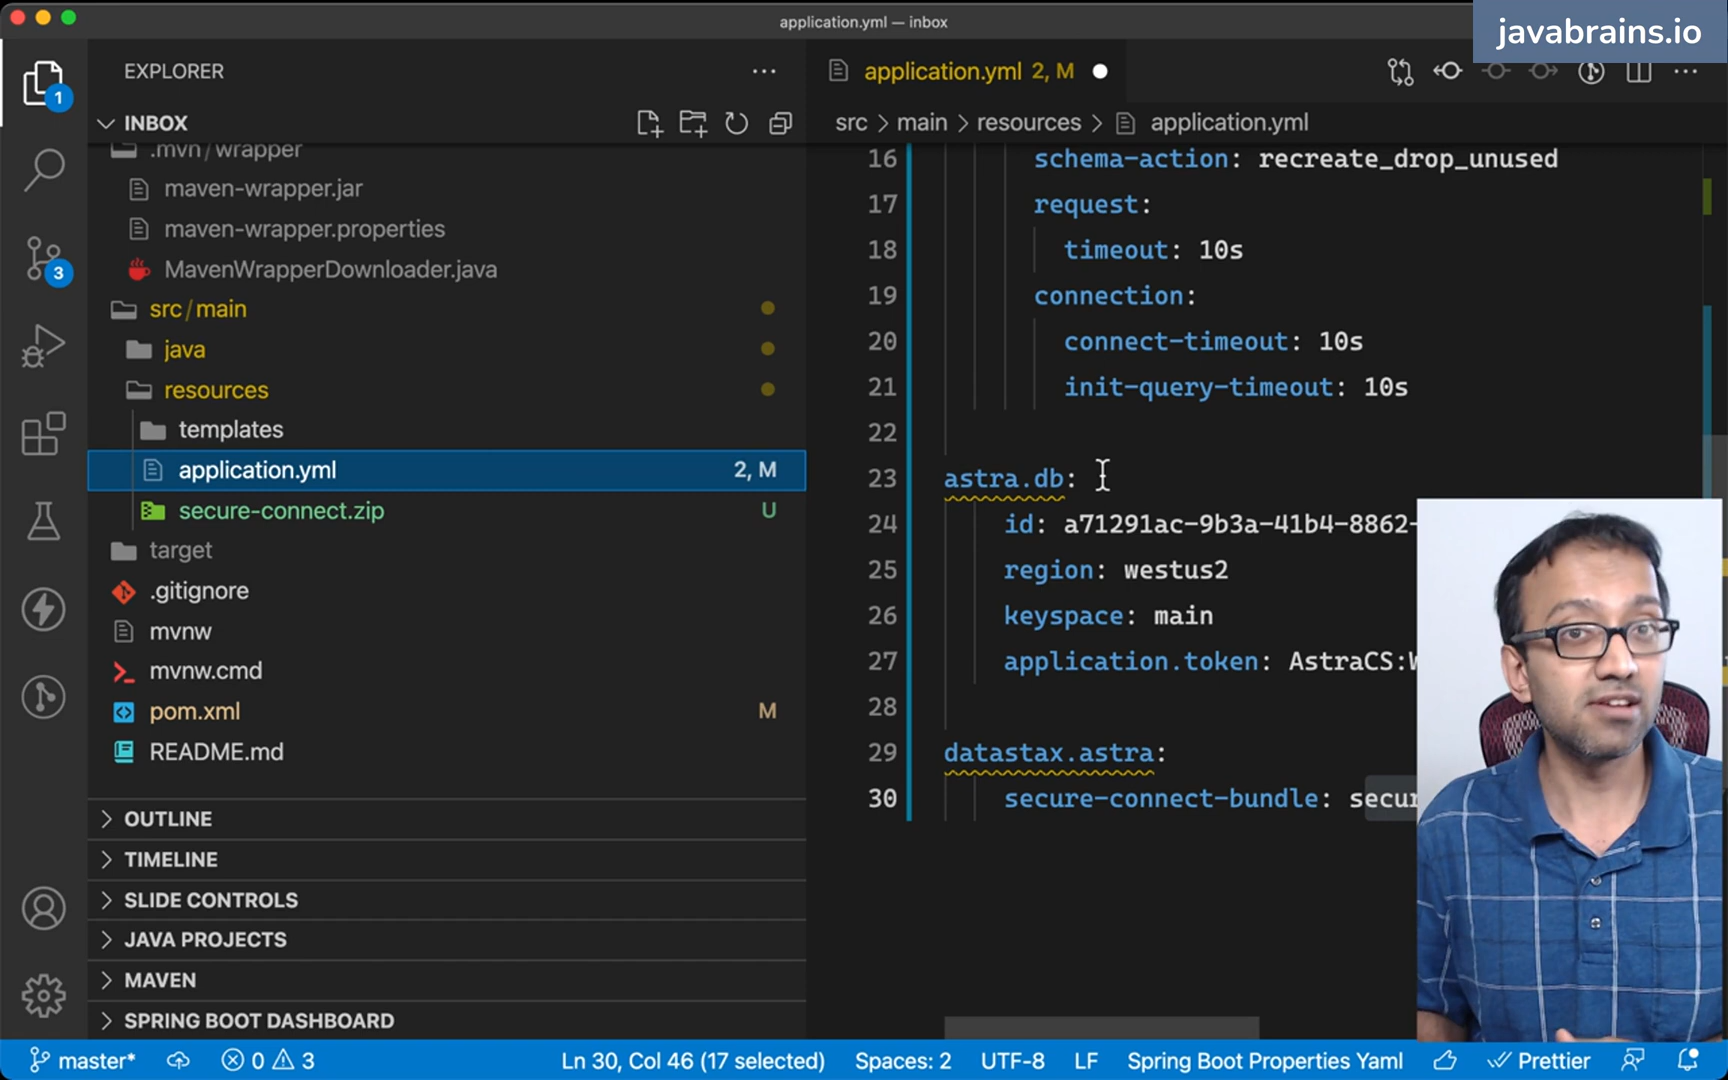 application.yml — inbox
javabrains.io
EXPLORER
INBOX
.mvn/wrapper
maven-wrapper.jar
maven-wrapper.properties
MavenWrapperDownloader.java
src/main
java
resources
templates
application.yml 2, M
secure-connect.zip U
target
.gitignore
mvnw
mvnw.cmd
pom.xml M
README.md
OUTLINE
TIMELINE
SLIDE CONTROLS
JAVA PROJECTS
MAVEN
SPRING BOOT DASHBOARD
1
3
application.yml 2, M
src > main > resources > application.yml
16 schema-action: recreate_drop_unused
17 request:
18 timeout: 10s
19 connection:
20 connect-timeout: 10s
21 init-query-timeout: 10s
22
23 astra.db:
24 id: a71291ac-9b3a-41b4-8862-
25 region: westus2
26 keyspace: main
27 application.token: AstraCS:
28
29 datastax.astra:
30 secure-connect-bundle: secur
master* 0 3 Ln 30, Col 46 (17 selected) Spaces: 2 UTF-8 LF Spring Boot Properties Yaml Prettier